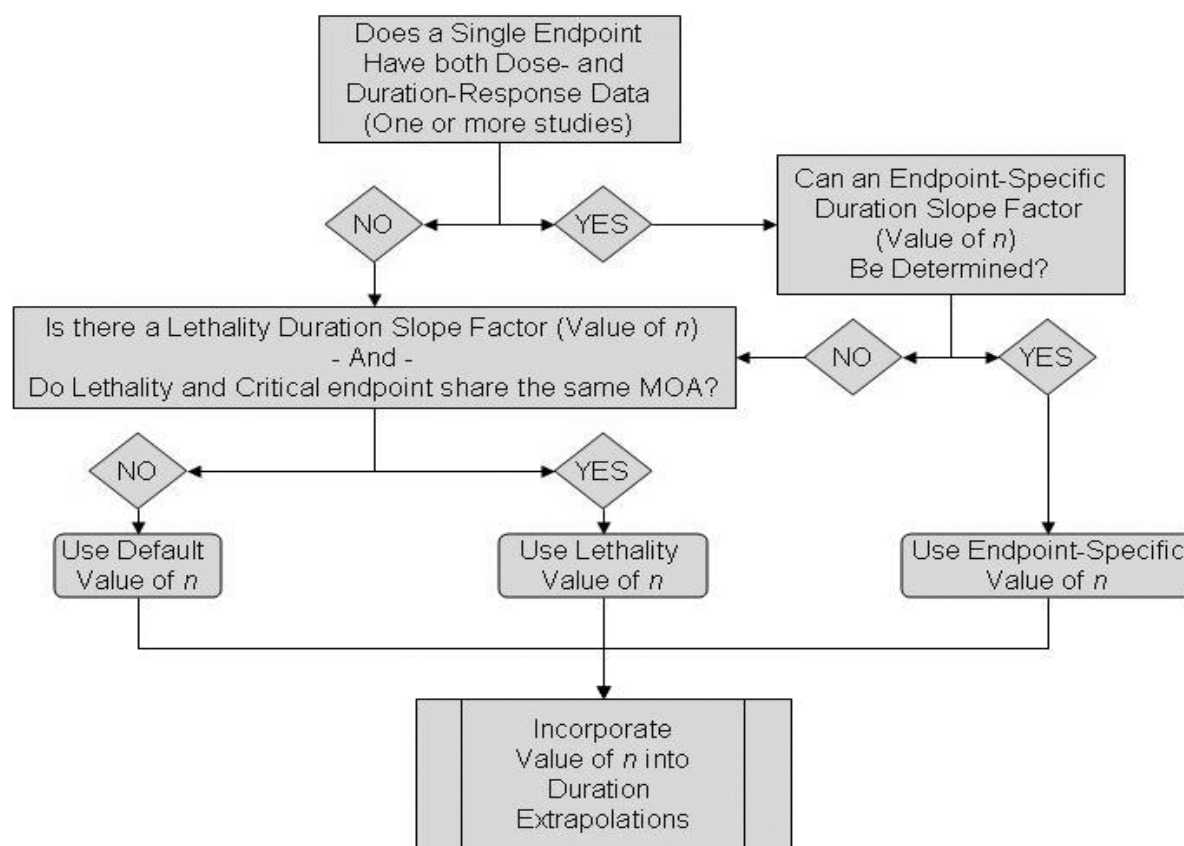 Does a Single Endpoint
Have both Dose- and
Duration-Response Data
(One or more studies)
Can an Endpoint-Specific
Duration Slope Factor
(Value of n)
Be Determined?
NO
YES
Is there a Lethality Duration Slope Factor (Value of n)
- And -
Do Lethality and Critical endpoint share the same MOA?
NO
YES
NO
YES
Use Default
Value of n
Use Lethality
Value of n
Use Endpoint-Specific
Value of n
Incorporate
Value of n into
Duration
Extrapolations